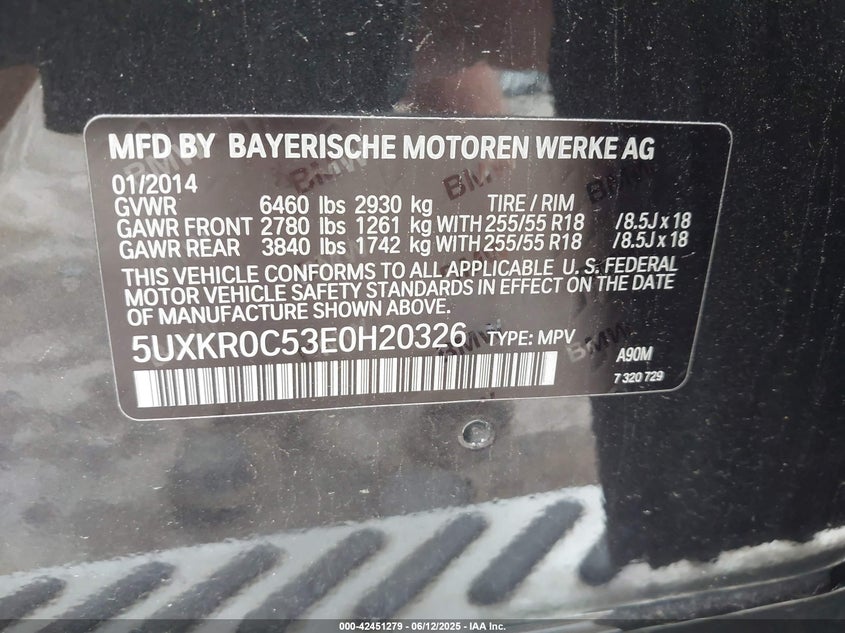 MFD BY BAYERISCHE MOTOREN WERKE AG
01/2014
GVWR 6460 lbs 2930 kg TIRE / RIM
GAWR FRONT 2780 lbs 1261 kg WITH 255/55 R18 /8.5J x 18
GAWR REAR 3840 lbs 1742 kg WITH 255/55 R18 /8.5J x 18
THIS VEHICLE CONFORMS TO ALL APPLICABLE U. S. FEDERAL
MOTOR VEHICLE SAFETY STANDARDS IN EFFECT ON THE DATE
OF MANUFACTURE SHOWN ABOVE.
5UXKR0C53E0H20326 TYPE: MPV
A90M
7 320 729
000-42451279 - 06/12/2025 - IAA Inc.